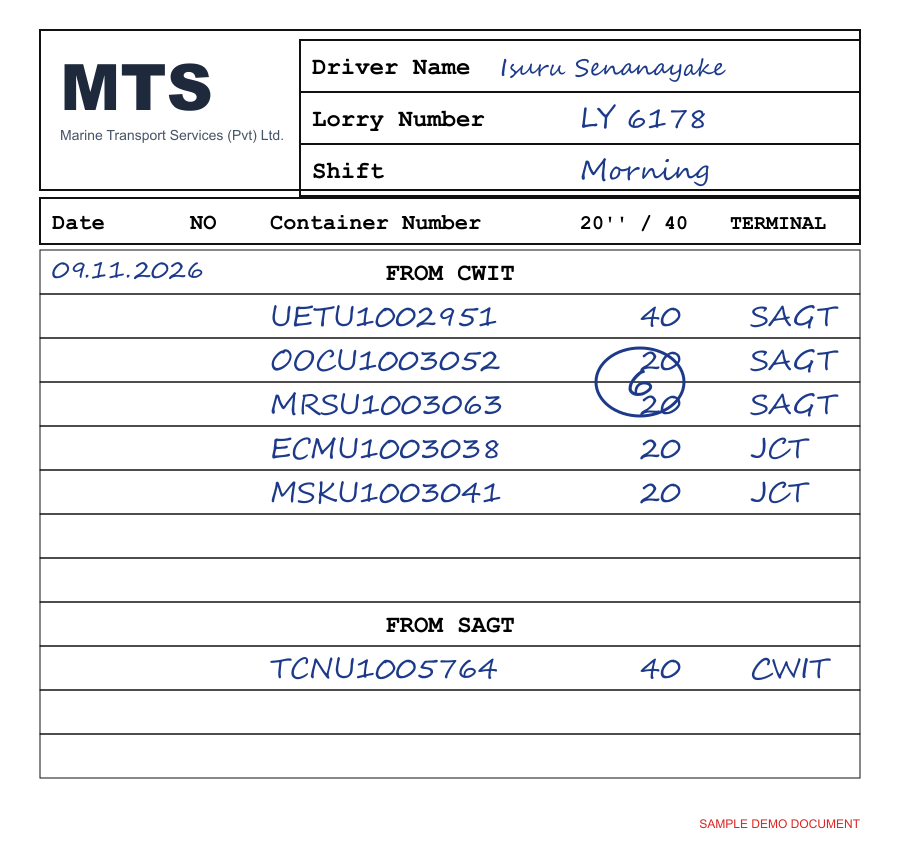 MTS
Marine Transport Services (Pvt) Ltd.
Driver Name Isuru Senanayake
Lorry Number LY 6178
Shift Morning
Date NO Container Number 20'' / 40 TERMINAL
09.11.2026 FROM CWIT
UETU1002951 40 SAGT
OOCU1003052 20 SAGT
6
MRSU1003063 20 SAGT
ECMU1003038 20 JCT
MSKU1003041 20 JCT
FROM SAGT
TCNU1005764 40 CWIT
SAMPLE DEMO DOCUMENT